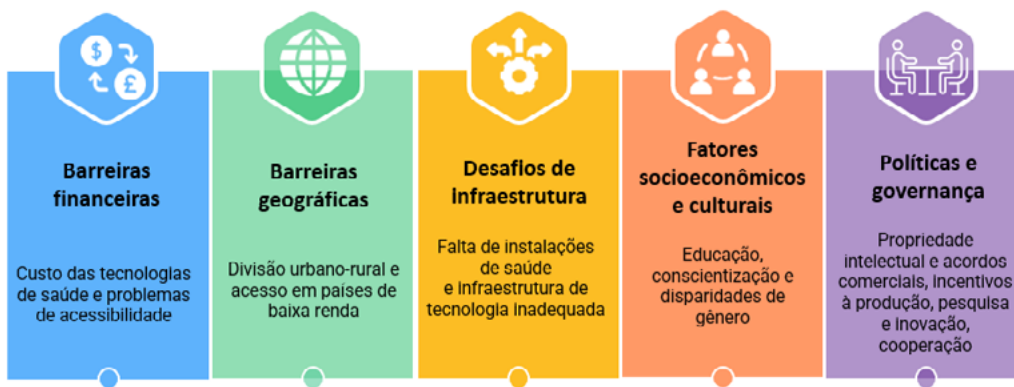 $
£
Barreiras
financeiras
Custo das tecnologias
de saúde e problemas
de acessibilidade
Barreiras
geográficas
Divisão urbano-rural e
acesso em países de
baixa renda
Desafios de
infraestrutura
Falta de instalações
de saúde
e infraestrutura de
tecnologia inadequada
Fatores
socioeconômicos
e culturais
Educação,
conscientização e
disparidades de
gênero
Políticas e
governança
Propriedade
intelectual e acordos
comerciais, incentivos
à produção, pesquisa
e inovação,
cooperação